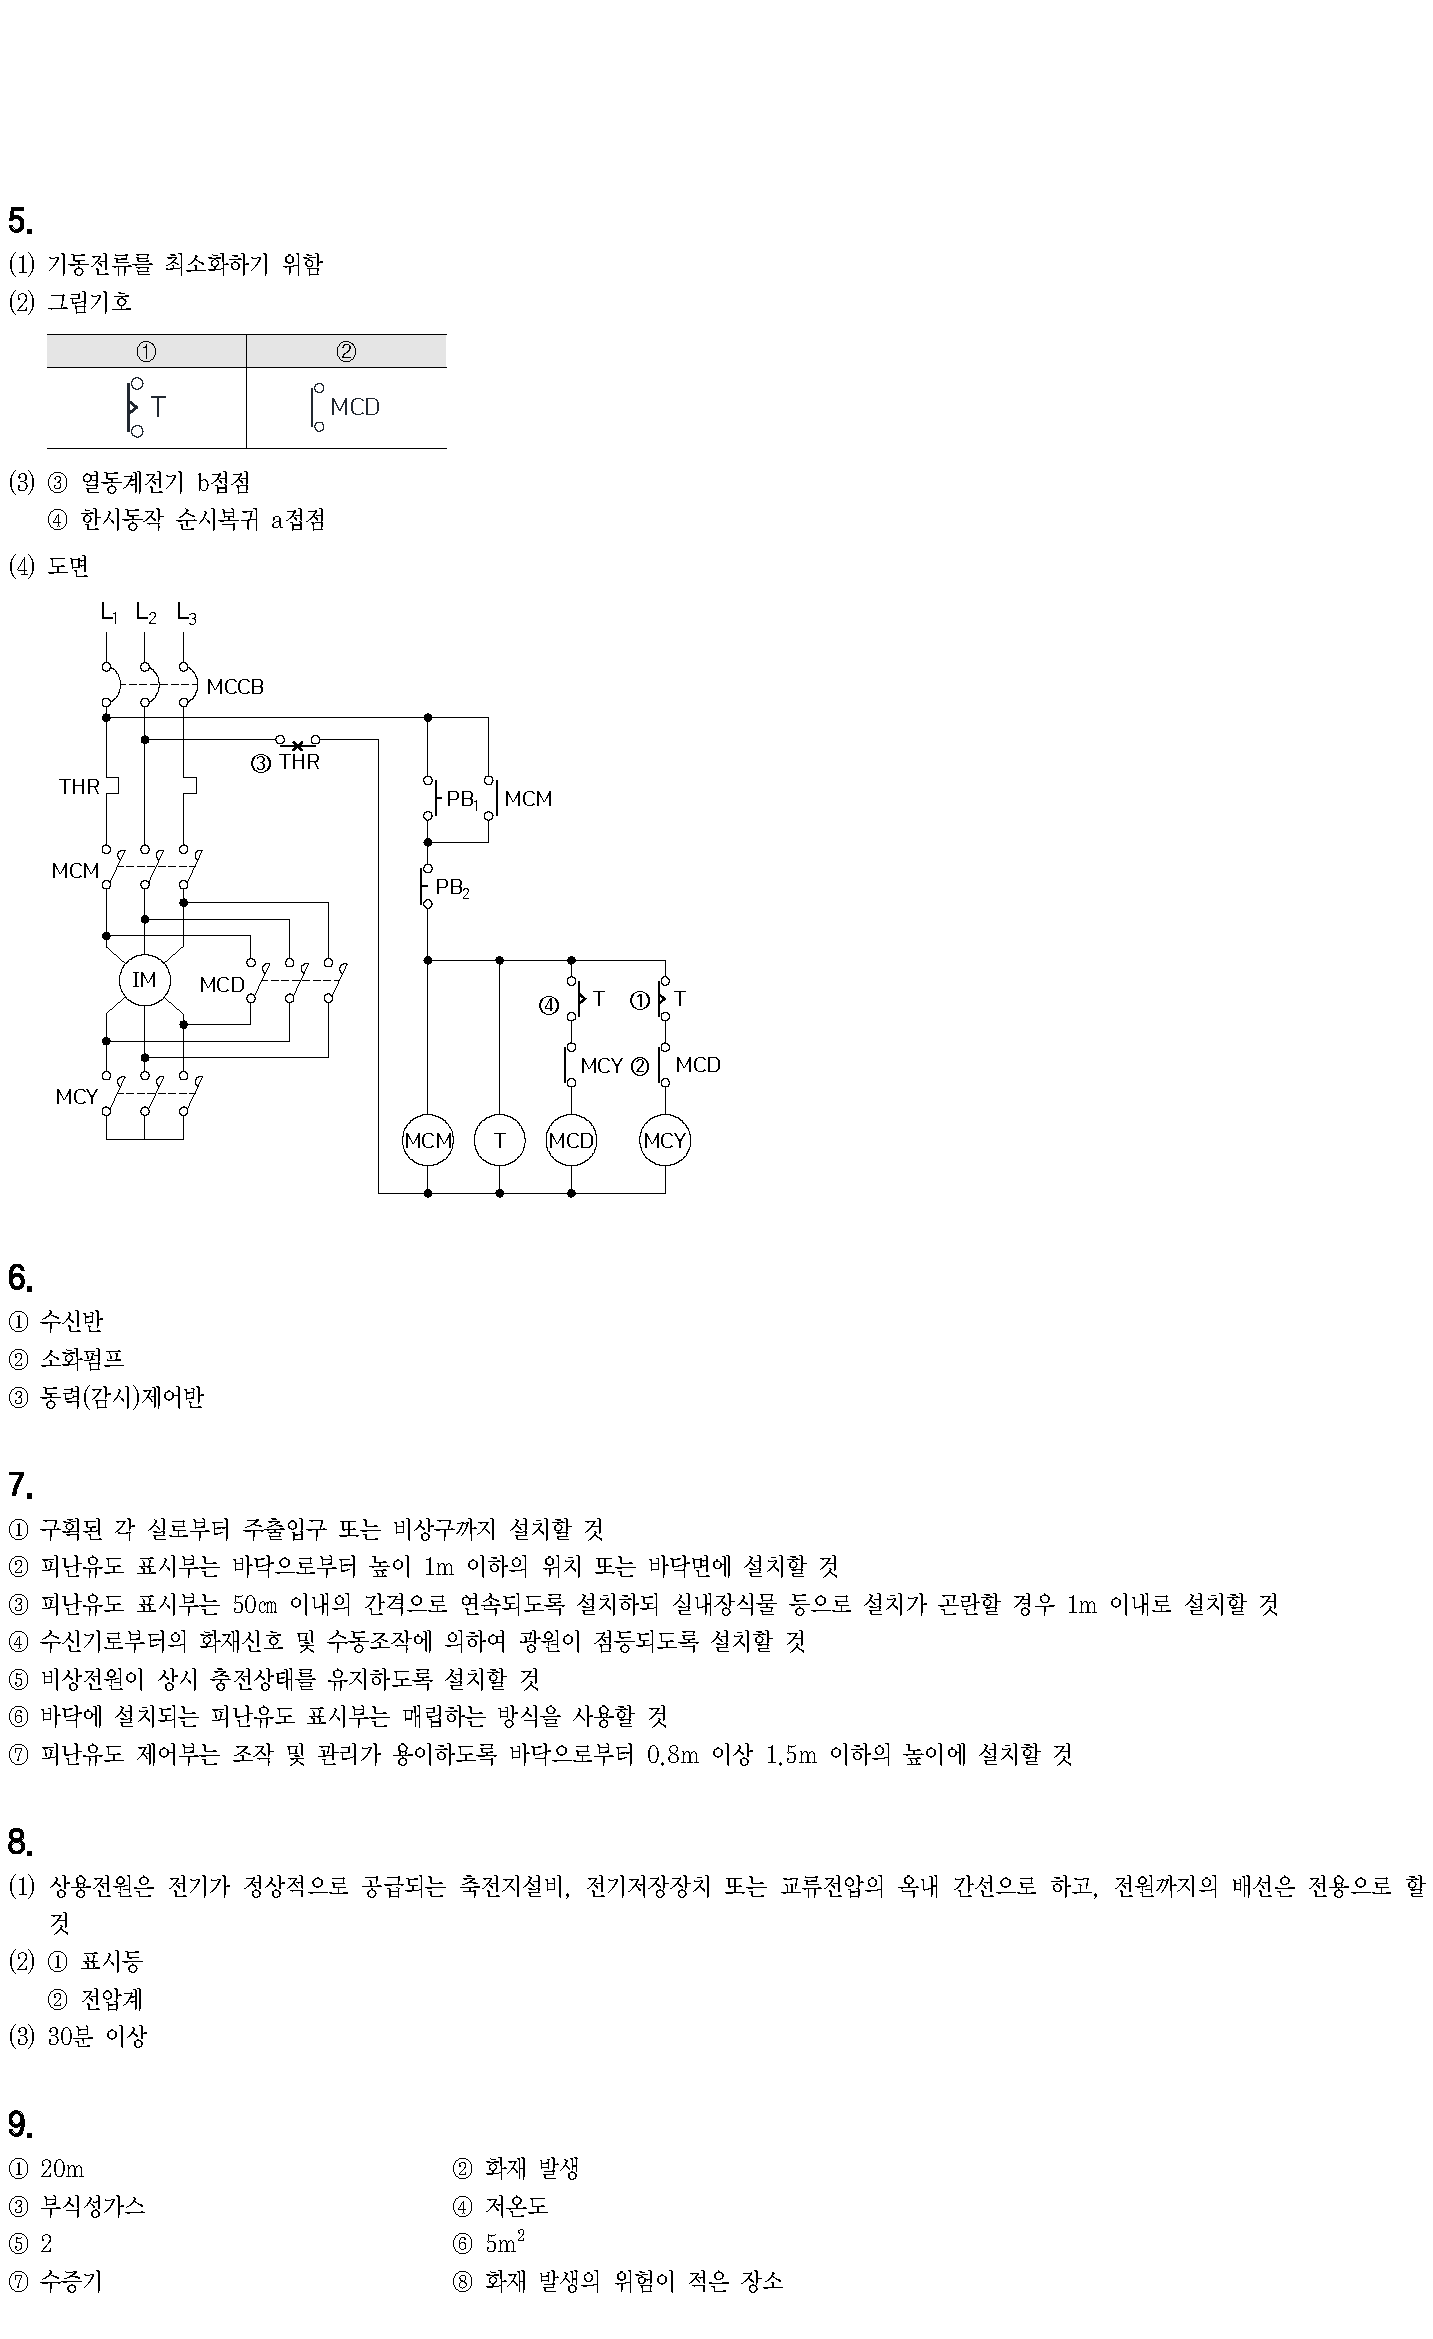 5.
(1) 기동전류를 최소화하기 위함
(2) 그림기호
① ②
T MCD
(3) ③ 열동계전기 b접점
④ 한시동작 순시복귀 a접점
(4) 도면
L1 L2 L3
MCCB
③ THR
THR
PB1 MCM
MCM
PB2
IM
MCD
④ T ① T
MCY ② MCD
MCY
MCM T MCD MCY
6.
① 수신반
② 소화펌프
③ 동력(감시)제어반
7.
① 구획된 각 실로부터 주출입구 또는 비상구까지 설치할 것
② 피난유도 표시부는 바닥으로부터 높이 1m 이하의 위치 또는 바닥면에 설치할 것
③ 피난유도 표시부는 50㎝ 이내의 간격으로 연속되도록 설치하되 실내장식물 등으로 설치가 곤란할 경우 1m 이내로 설치할 것
④ 수신기로부터의 화재신호 및 수동조작에 의하여 광원이 점등되도록 설치할 것
⑤ 비상전원이 상시 충전상태를 유지하도록 설치할 것
⑥ 바닥에 설치되는 피난유도 표시부는 매립하는 방식을 사용할 것
⑦ 피난유도 제어부는 조작 및 관리가 용이하도록 바닥으로부터 0.8m 이상 1.5m 이하의 높이에 설치할 것
8.
(1) 상용전원은 전기가 정상적으로 공급되는 축전지설비, 전기저장장치 또는 교류전압의 옥내 간선으로 하고, 전원까지의 배선은 전용으로 할
것
(2) ① 표시등
② 전압계
(3) 30분 이상
9.
① 20m ② 화재 발생
③ 부식성가스 ④ 저온도
⑤ 2 ⑥ 5m²
⑦ 수증기 ⑧ 화재 발생의 위험이 적은 장소